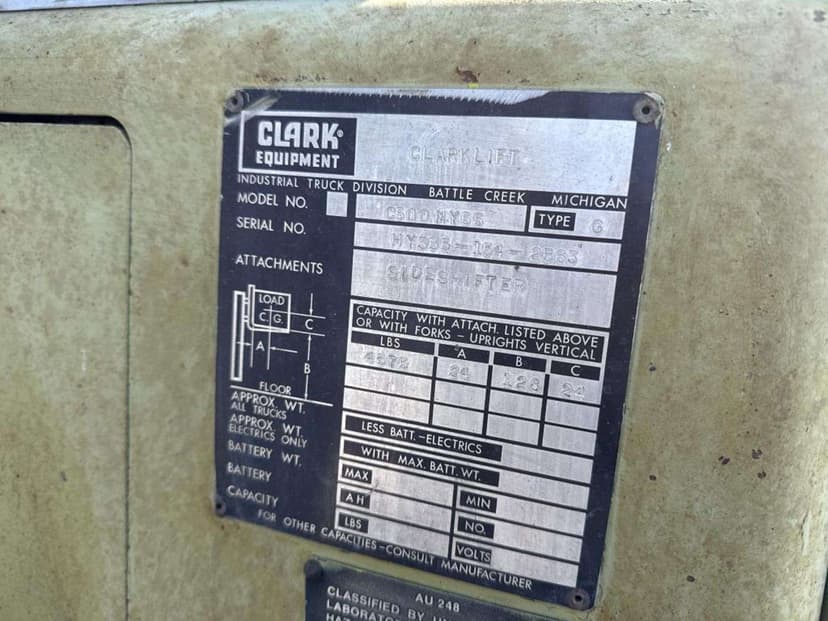 CLARK®
EQUIPMENT
CLARKLIFT
INDUSTRIAL TRUCK DIVISION BATTLE CREEK MICHIGAN
MODEL NO. C500 HY55 TYPE G
SERIAL NO.
ATTACHMENTS SIDESHIFTER
LOAD
C.G.
C
A
B
FLOOR
CAPACITY WITH ATTACH. LISTED ABOVE
OR WITH FORKS - UPRIGHTS VERTICAL
LBS A B C
4575 24 128 24
APPROX. WT.
ALL TRUCKS
APPROX. WT.
ELECTRICS ONLY
LESS BATT. - ELECTRICS
WITH MAX. BATT. WT.
BATTERY WT. MAX MIN
BATTERY AH NO.
CAPACITY LBS VOLTS
FOR OTHER CAPACITIES - CONSULT MANUFACTURER
AU 248
CLASSIFIED BY